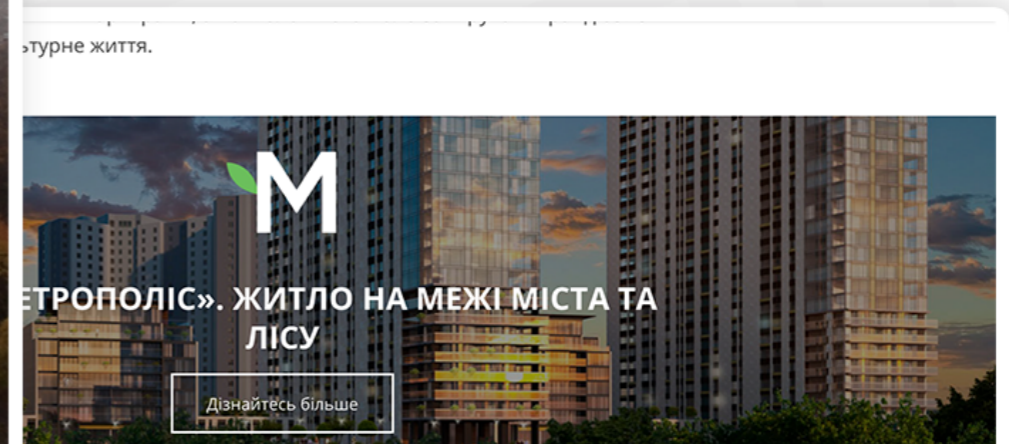 ьтурне життя.
М
ЕТРОПОЛІС». ЖИТЛО НА МЕЖІ МІСТА ТА
ЛІСУ
Дізнайтесь більше